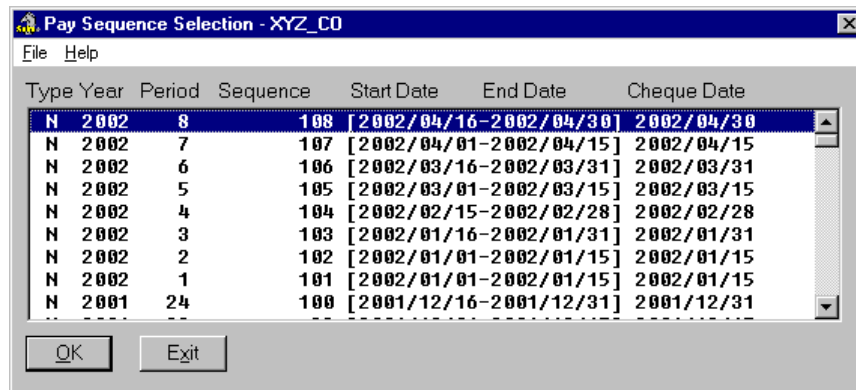 Pay Sequence Selection - XYZ_CO
File Help
Type Year Period Sequence Start Date End Date Cheque Date
N 2002 8 108 [2002/04/16-2002/04/30] 2002/04/30
N 2002 7 107 [2002/04/01-2002/04/15] 2002/04/15
N 2002 6 106 [2002/03/16-2002/03/31] 2002/03/31
N 2002 5 105 [2002/03/01-2002/03/15] 2002/03/15
N 2002 4 104 [2002/02/15-2002/02/28] 2002/02/28
N 2002 3 103 [2002/01/16-2002/01/31] 2002/01/31
N 2002 2 102 [2002/01/01-2002/01/15] 2002/01/15
N 2002 1 101 [2002/01/01-2002/01/15] 2002/01/15
N 2001 24 100 [2001/12/16-2001/12/31] 2001/12/31
OK Exit